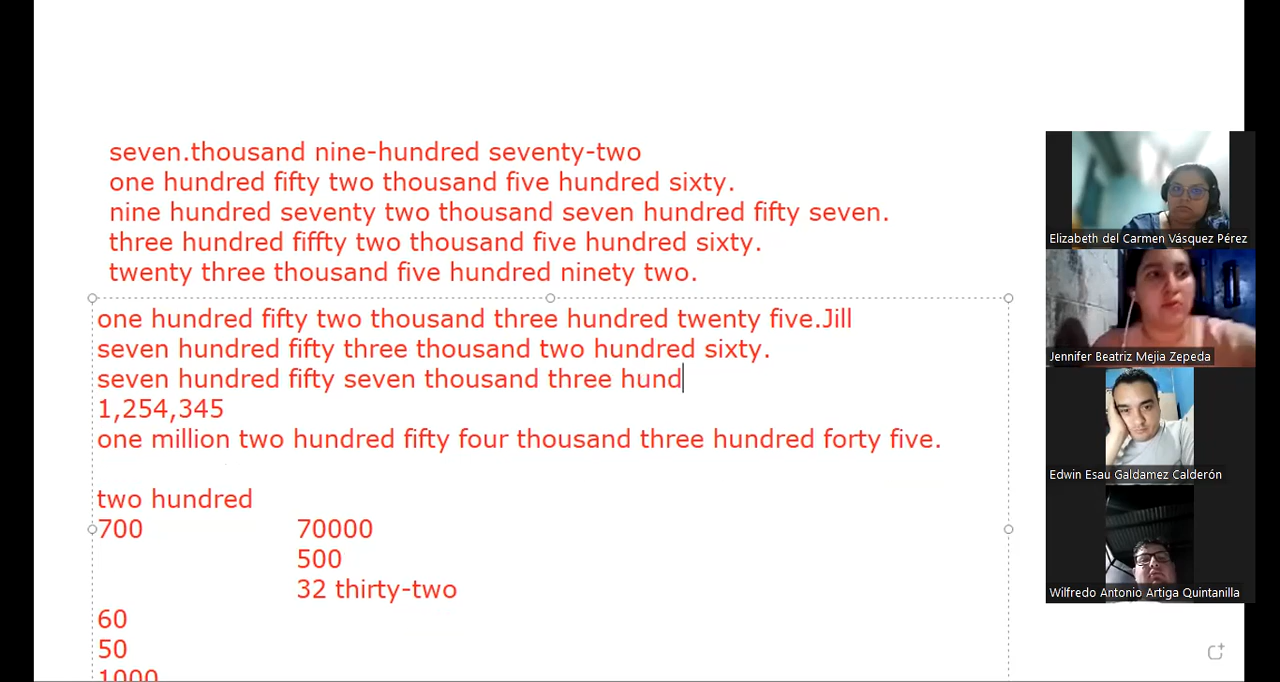 seven.thousand nine-hundred seventy-two
one hundred fifty two thousand five hundred sixty.
nine hundred seventy two thousand seven hundred fifty seven.
three hundred fiffty two thousand five hundred sixty.
twenty three thousand five hundred ninety two.
one hundred fifty two thousand three hundred twenty five.Jill
seven hundred fifty three thousand two hundred sixty.
seven hundred fifty seven thousand three hund
1,254,345
one million two hundred fifty four thousand three hundred forty five.
two hundred
700 70000
500
32 thirty-two
60
50
1000
Elizabeth del Carmen Vásquez Pérez
Jennifer Beatriz Mejia Zepeda
Edwin Esau Galdamez Calderón
Wilfredo Antonio Artiga Quintanilla